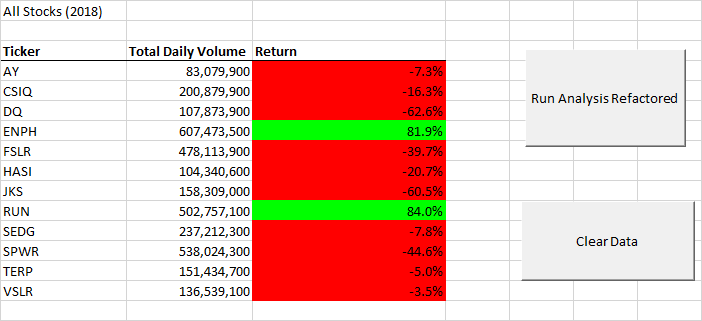 All Stocks (2018)
Ticker Total Daily Volume Return
AY 83,079,900 -7.3%
CSIQ 200,879,900 -16.3%
DQ 107,873,900 -62.6%
ENPH 607,473,500 81.9%
FSLR 478,113,900 -39.7%
HASI 104,340,600 -20.7%
JKS 158,309,000 -60.5%
RUN 502,757,100 84.0%
SEDG 237,212,300 -7.8%
SPWR 538,024,300 -44.6%
TERP 151,434,700 -5.0%
VSLR 136,539,100 -3.5%
Run Analysis Refactored
Clear Data